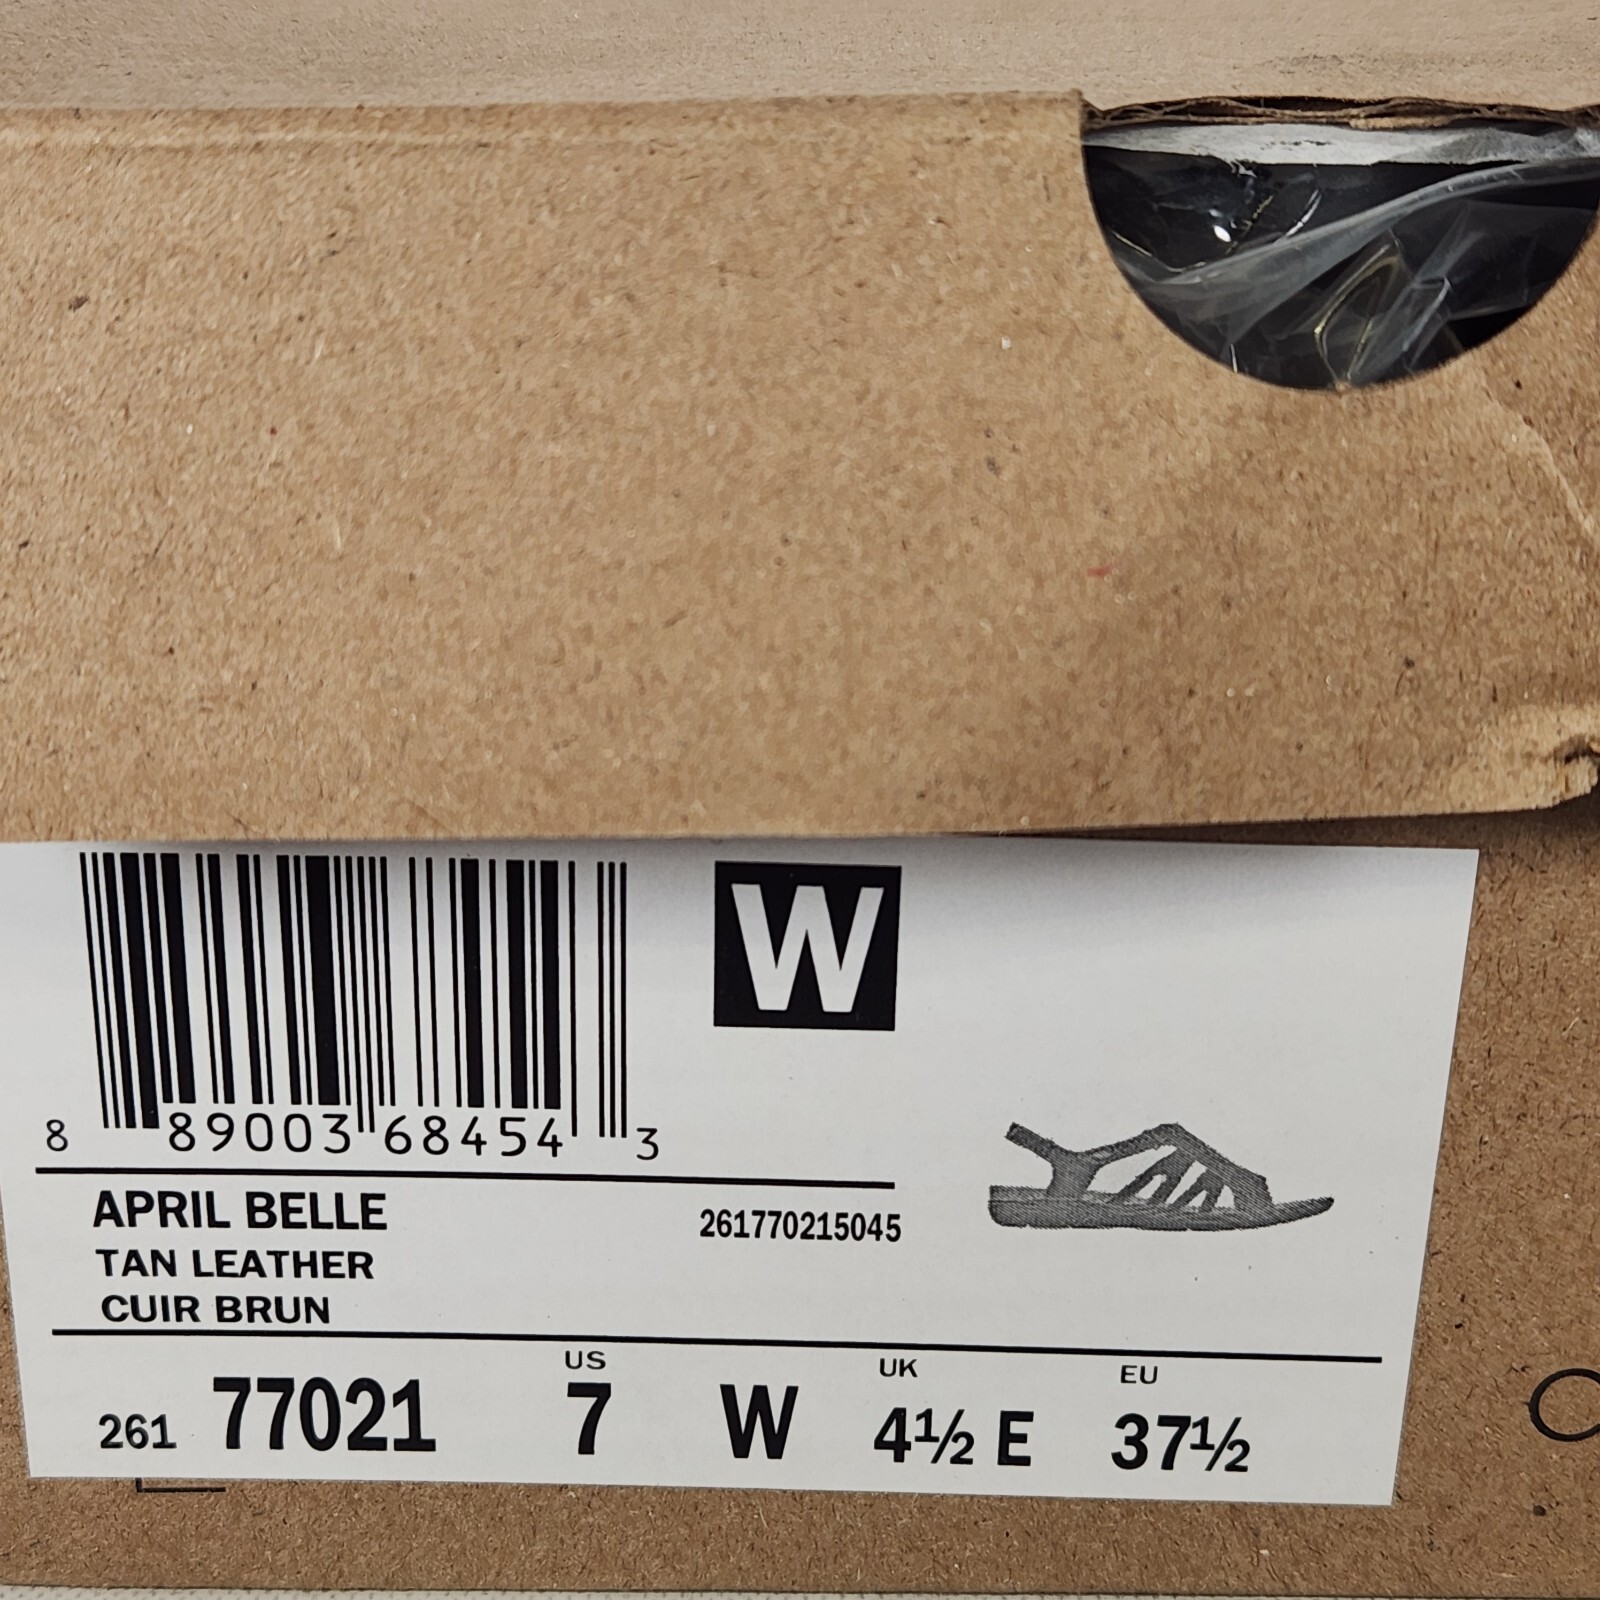 W
8 89003 68454 3
APRIL BELLE
261770215045
TAN LEATHER
CUIR BRUN
US UK EU
261 77021 7 W 4½ E 37½